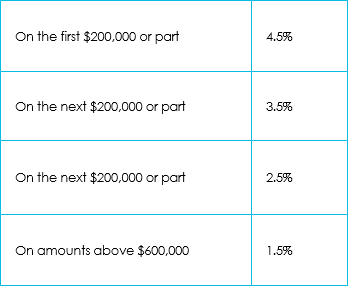 On the first $200,000 or part 4.5%
On the next $200,000 or part 3.5%
On the next $200,000 or part 2.5%
On amounts above $600,000 1.5%